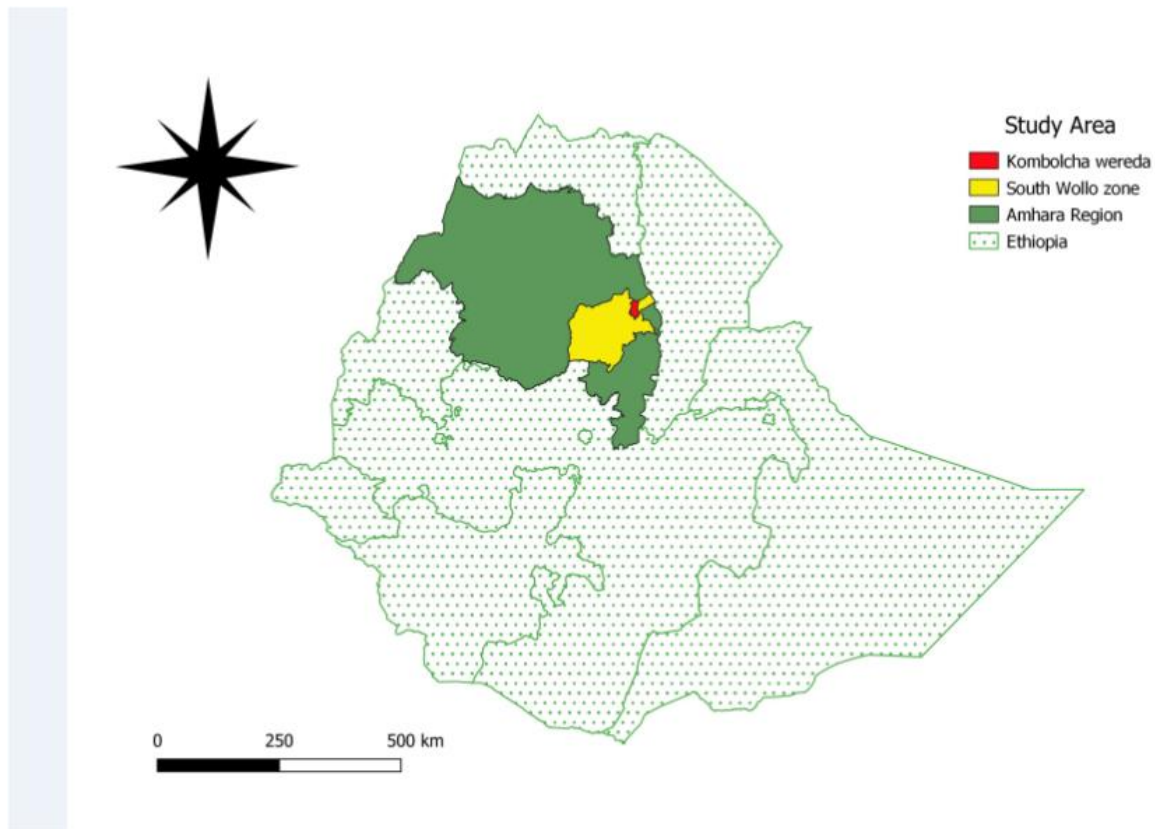 Study Area
Kombolcha wereda
South Wollo zone
Amhara Region
Ethiopia
0 250 500 km